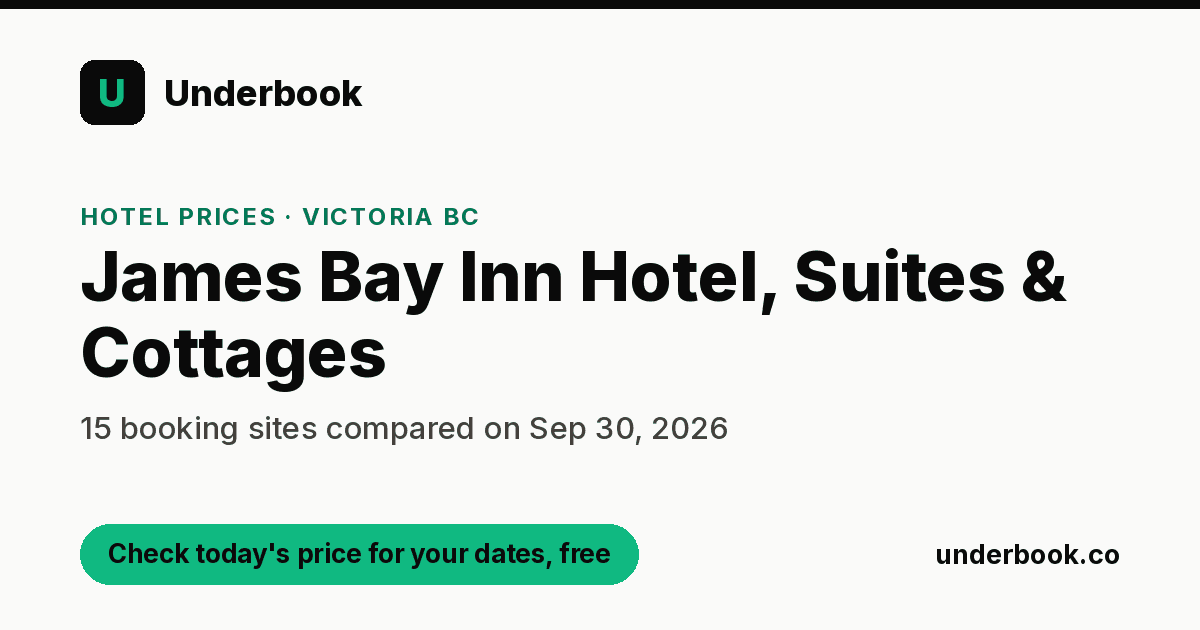 U Underbook
HOTEL PRICES · VICTORIA BC
James Bay Inn Hotel, Suites &
Cottages
15 booking sites compared on Sep 30, 2026
Check today's price for your dates, free
underbook.co